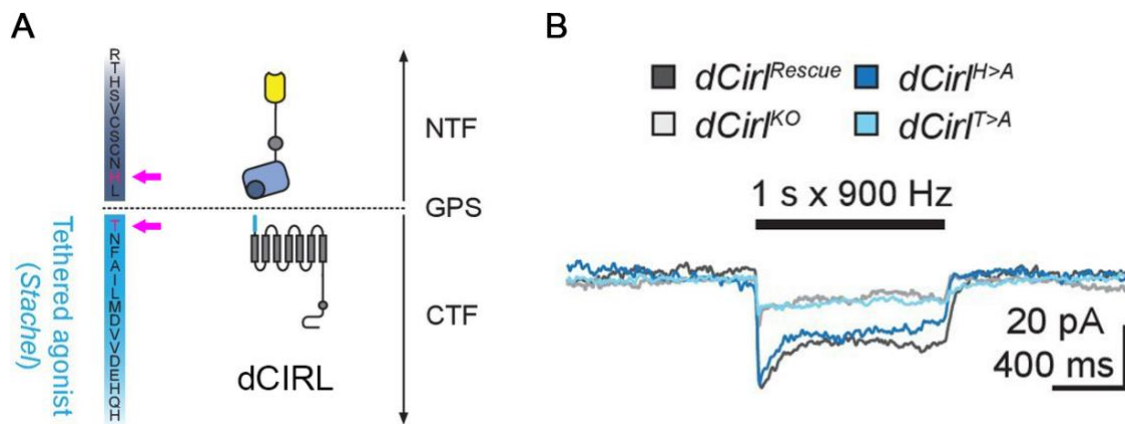 A
R
T
H
S
V
C
S
C
N
H
L
T
N
F
A
I
L
M
D
V
V
D
E
H
Q
H
Tethered agonist
(Stachel)
NTF
GPS
CTF
dCIRL
B
dCirl^Rescue
dCirl^H>A
dCirl^KO
dCirl^T>A
1 s x 900 Hz
20 pA
400 ms